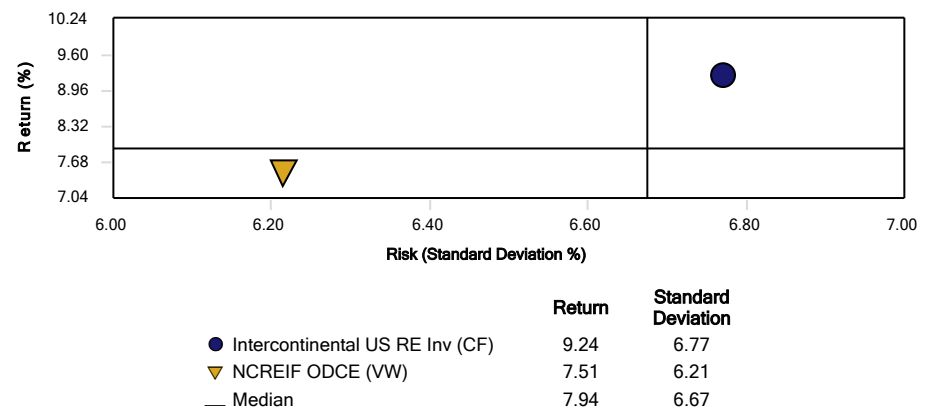 10.24
9.60
8.96
8.32
7.68
7.04
Return (%)
6.00 6.20 6.40 6.60 6.80 7.00
Risk (Standard Deviation %)
Return Standard Deviation
Intercontinental US RE Inv (CF) 9.24 6.77
NCREIF ODCE (VW) 7.51 6.21
Median 7.94 6.67